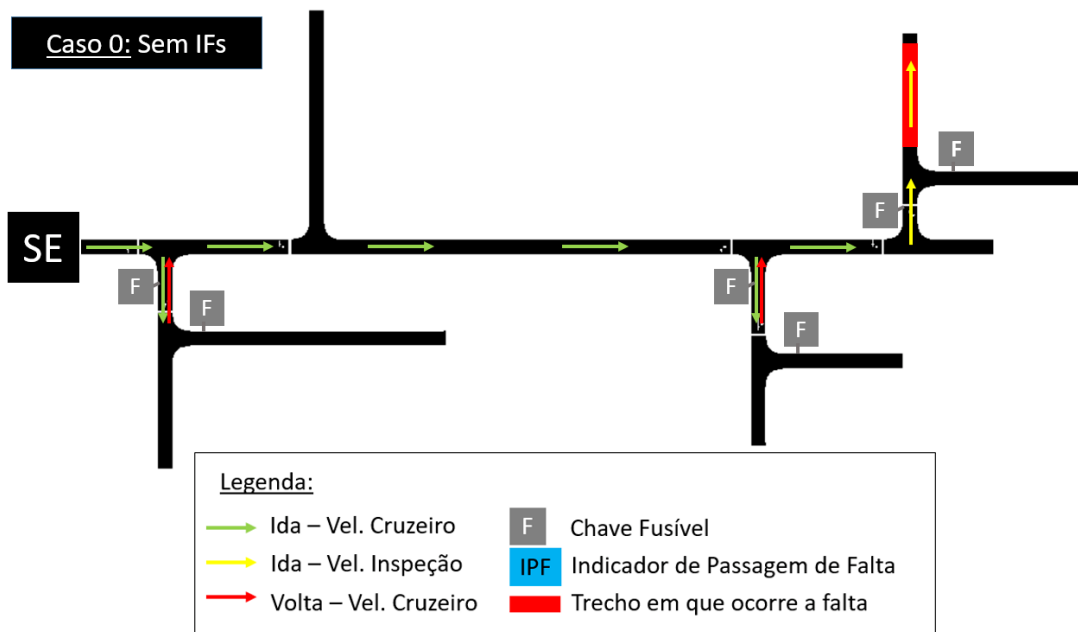 Caso 0: Sem IFs
F
F
SE
F
F
F
F
Legenda:
Ida – Vel. Cruzeiro
F Chave Fusível
Ida – Vel. Inspeção
IPF Indicador de Passagem de Falta
Volta – Vel. Cruzeiro
Trecho em que ocorre a falta